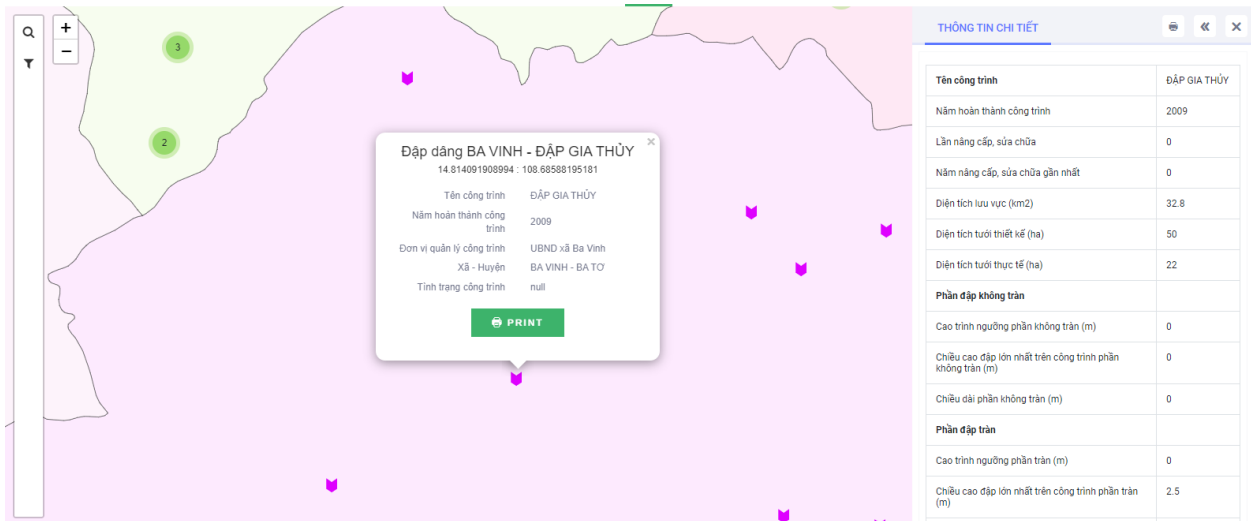 +
−
3
2
Đập dâng BA VINH - ĐẬP GIA THỦY
×
14.814091908994 : 108.68588195181
Tên công trình ĐẬP GIA THỦY
Năm hoàn thành công
trình 2009
Đơn vị quản lý công trình UBND xã Ba Vinh
Xã - Huyện BA VINH - BA TƠ
Tình trạng công trình null
PRINT
THÔNG TIN CHI TIẾT
Tên công trình ĐẬP GIA THỦY
Năm hoàn thành công trình 2009
Lần nâng cấp, sửa chữa 0
Năm nâng cấp, sửa chữa gần nhất 0
Diện tích lưu vực (km2) 32.8
Diện tích tưới thiết kế (ha) 50
Diện tích tưới thực tế (ha) 22
Phần đập không tràn
Cao trình ngưỡng phần không tràn (m) 0
Chiều cao đập lớn nhất trên công trình phần
không tràn (m) 0
Chiều dài phần không tràn (m) 0
Phần đập tràn
Cao trình ngưỡng phần tràn (m) 0
Chiều cao đập lớn nhất trên công trình phần tràn
(m) 2.5